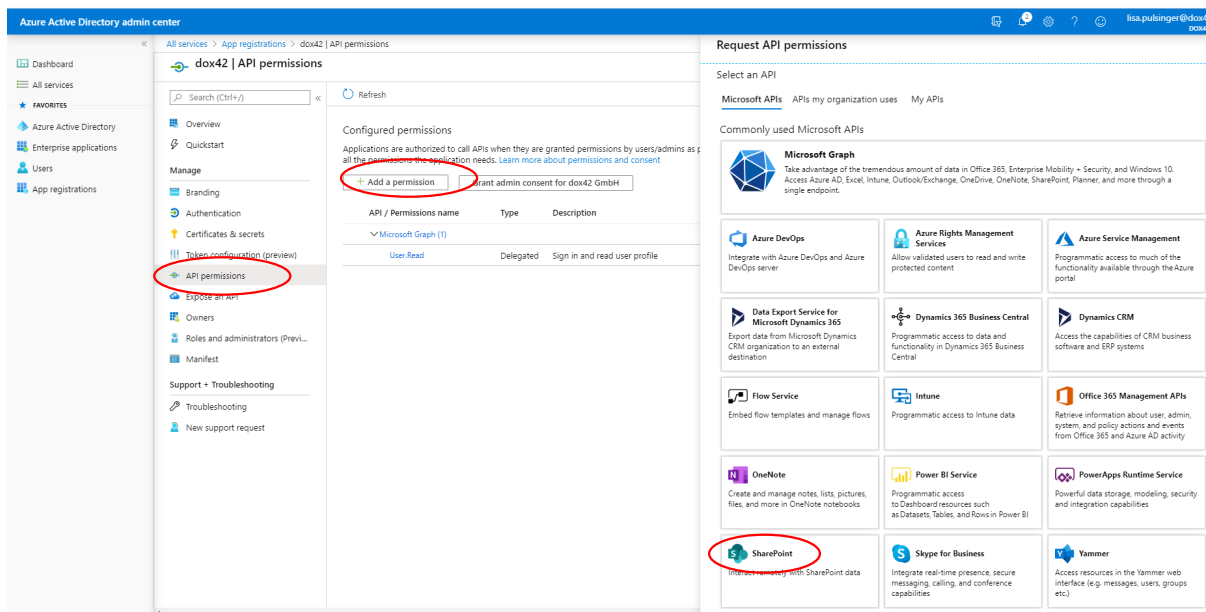 Azure Active Directory admin center
2
lisa.pulsinger@dox4
DOX4
«
Dashboard
All services
FAVORITES
Azure Active Directory
Enterprise applications
Users
App registrations
All services > App registrations > dox42 | API permissions
dox42 | API permissions
Search (Ctrl+/)
«
Overview
Quickstart
Manage
Branding
Authentication
Certificates & secrets
Token configuration (preview)
API permissions
Expose an API
Owners
Roles and administrators (Previ...
Manifest
Support + Troubleshooting
Troubleshooting
New support request
Refresh
Configured permissions
Applications are authorized to call APIs when they are granted permissions by users/admins as p
all the permissions the application needs. Learn more about permissions and consent
+ Add a permission
Grant admin consent for dox42 GmbH
API / Permissions name Type Description
Microsoft Graph (1)
User.Read Delegated Sign in and read user profile
Request API permissions
Select an API
Microsoft APIs APIs my organization uses My APIs
Commonly used Microsoft APIs
Microsoft Graph
Take advantage of the tremendous amount of data in Office 365, Enterprise Mobility + Security, and Windows 10.
Access Azure AD, Excel, Intune, Outlook/Exchange, OneDrive, OneNote, SharePoint, Planner, and more through a
single endpoint.
Azure DevOps
Integrate with Azure DevOps and Azure
DevOps server
Azure Rights Management
Services
Allow validated users to read and write
protected content
Azure Service Management
Programmatic access to much of the
functionality available through the Azure
portal
Data Export Service for
Microsoft Dynamics 365
Export data from Microsoft Dynamics
CRM organization to an external
destination
Dynamics 365 Business Central
Programmatic access to data and
functionality in Dynamics 365 Business
Central
Dynamics CRM
Access the capabilities of CRM business
software and ERP systems
Flow Service
Embed flow templates and manage flows
Intune
Programmatic access to Intune data
Office 365 Management APIs
Retrieve information about user, admin,
system, and policy actions and events
from Office 365 and Azure AD activity
OneNote
Create and manage notes, lists, pictures,
files, and more in OneNote notebooks
Power BI Service
Programmatic access
to Dashboard resources such
as Datasets, Tables, and Rows in Power BI
PowerApps Runtime Service
Powerful data storage, modeling, security
and integration capabilities
SharePoint
Interact remotely with SharePoint data
Skype for Business
Integrate real-time presence, secure
messaging, calling, and conference
capabilities
Yammer
Access resources in the Yammer web
interface (e.g. messages, users, groups
etc.)